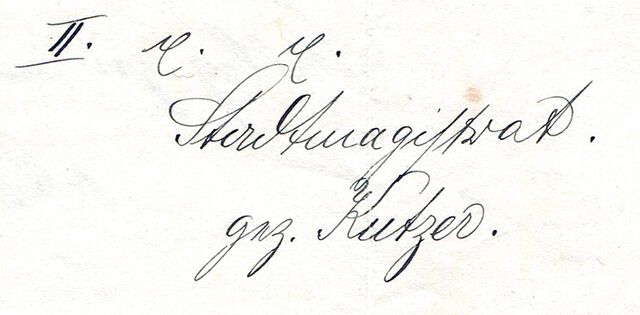 II. r. r.
Stadtmagistrat.
gez. Kutzer.